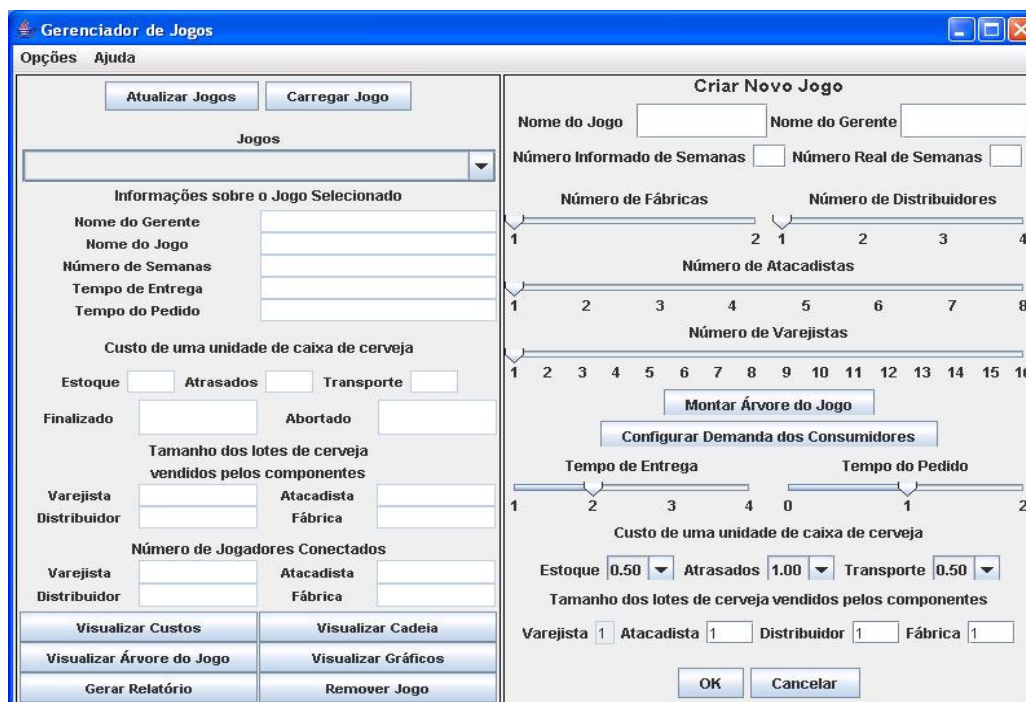 Gerenciador de Jogos
Opções Ajuda
Atualizar Jogos Carregar Jogo
Jogos
Informações sobre o Jogo Selecionado
Nome do Gerente
Nome do Jogo
Número de Semanas
Tempo de Entrega
Tempo do Pedido
Custo de uma unidade de caixa de cerveja
Estoque Atrasados Transporte
Finalizado Abortado
Tamanho dos lotes de cerveja
vendidos pelos componentes
Varejista Atacadista
Distribuidor Fábrica
Número de Jogadores Conectados
Varejista Atacadista
Distribuidor Fábrica
Visualizar Custos Visualizar Cadeia
Visualizar Árvore do Jogo Visualizar Gráficos
Gerar Relatório Remover Jogo
Criar Novo Jogo
Nome do Jogo Nome do Gerente
Número Informado de Semanas Número Real de Semanas
Número de Fábricas Número de Distribuidores
1 2 1 2 3 4
Número de Atacadistas
1 2 3 4 5 6 7 8
Número de Varejistas
1 2 3 4 5 6 7 8 9 10 11 12 13 14 15 16
Montar Árvore do Jogo
Configurar Demanda dos Consumidores
Tempo de Entrega Tempo do Pedido
1 2 3 4 0 1 2
Custo de uma unidade de caixa de cerveja
Estoque 0.50 Atrasados 1.00 Transporte 0.50
Tamanho dos lotes de cerveja vendidos pelos componentes
Varejista 1 Atacadista 1 Distribuidor 1 Fábrica 1
OK Cancelar